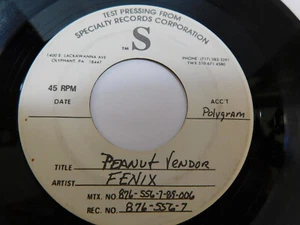 TEST PRESSING FROM
SPECIALTY RECORDS CORPORATION
TM S
1400 E. LACKAWANNA AVE.
OLYPHANT, PA. 18447
PHONE (717) 383-3291
TWX 510-671-4580
45 RPM
DATE
ACC'T
Polygram
TITLE PEANUT VENDOR
ARTIST FENIX
MTX. NO 876-556-7-DR-006
REC. NO. 876-556-7